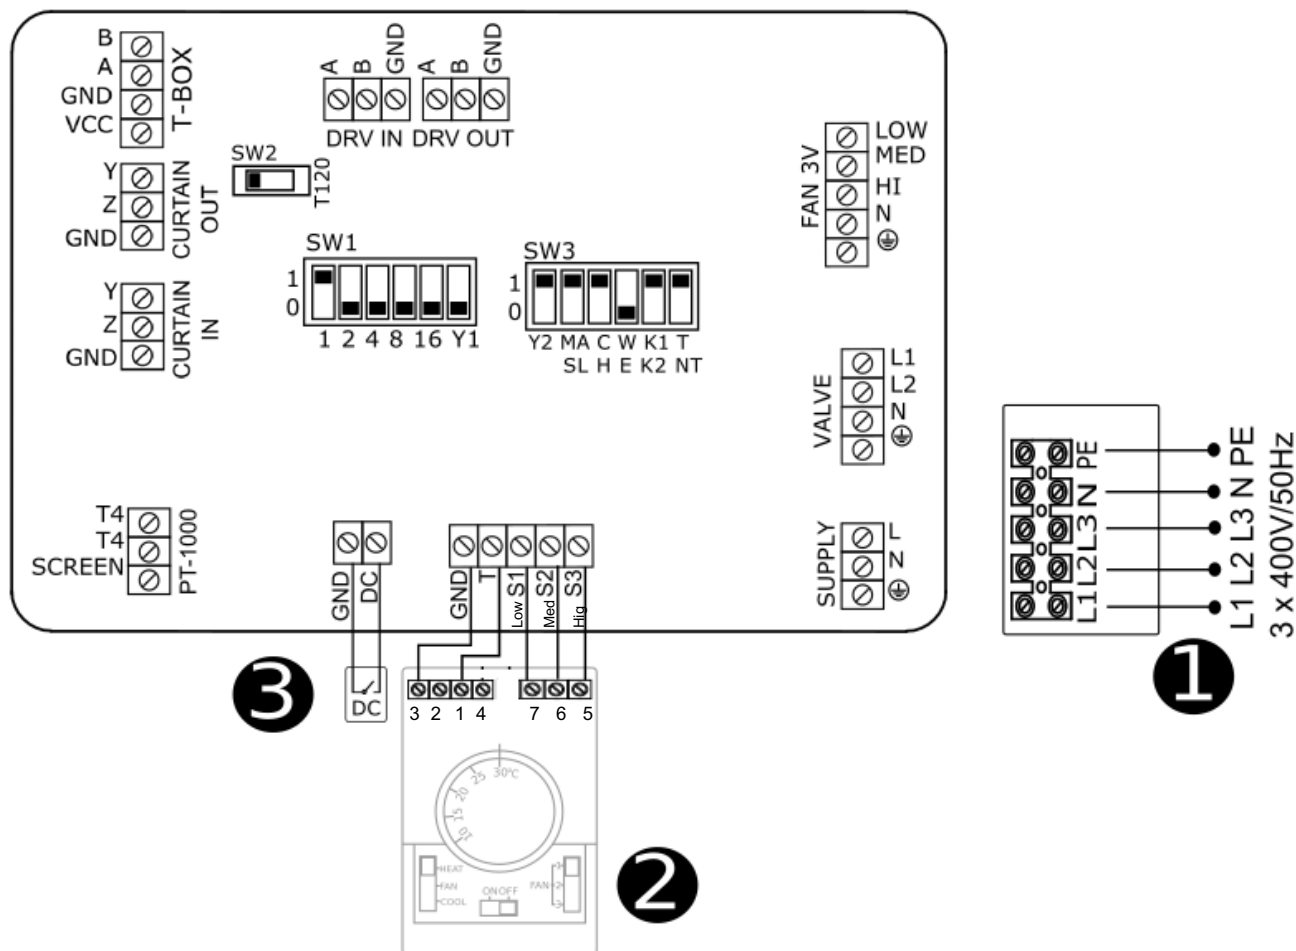 B
A
GND
VCC
T-BOX
Y
Z
GND
CURTAIN
OUT
Y
Z
GND
CURTAIN
IN
A B GND
DRV IN
A B GND
DRV OUT
SW2
T120
SW1
1
0
1 2 4 8 16 Y1
SW3
1
0
Y2 MA C W K1 T
SL H E K2 NT
FAN 3V
LOW
MED
HI
N
VALVE
L1
L2
N
SUPPLY
L
N
T4
T4
SCREEN
PT-1000
GND DC
GND T Low S1 Med S2 Hig S3
3
DC
3 2 1 4 7 6 5
10 15 20 25 30°C
HEAT
FAN
COOL
ON OFF
FAN
1
2
3
2
PE
N
L3
L2
L1
L1 L2 L3 N PE
3 x 400V/50Hz
1